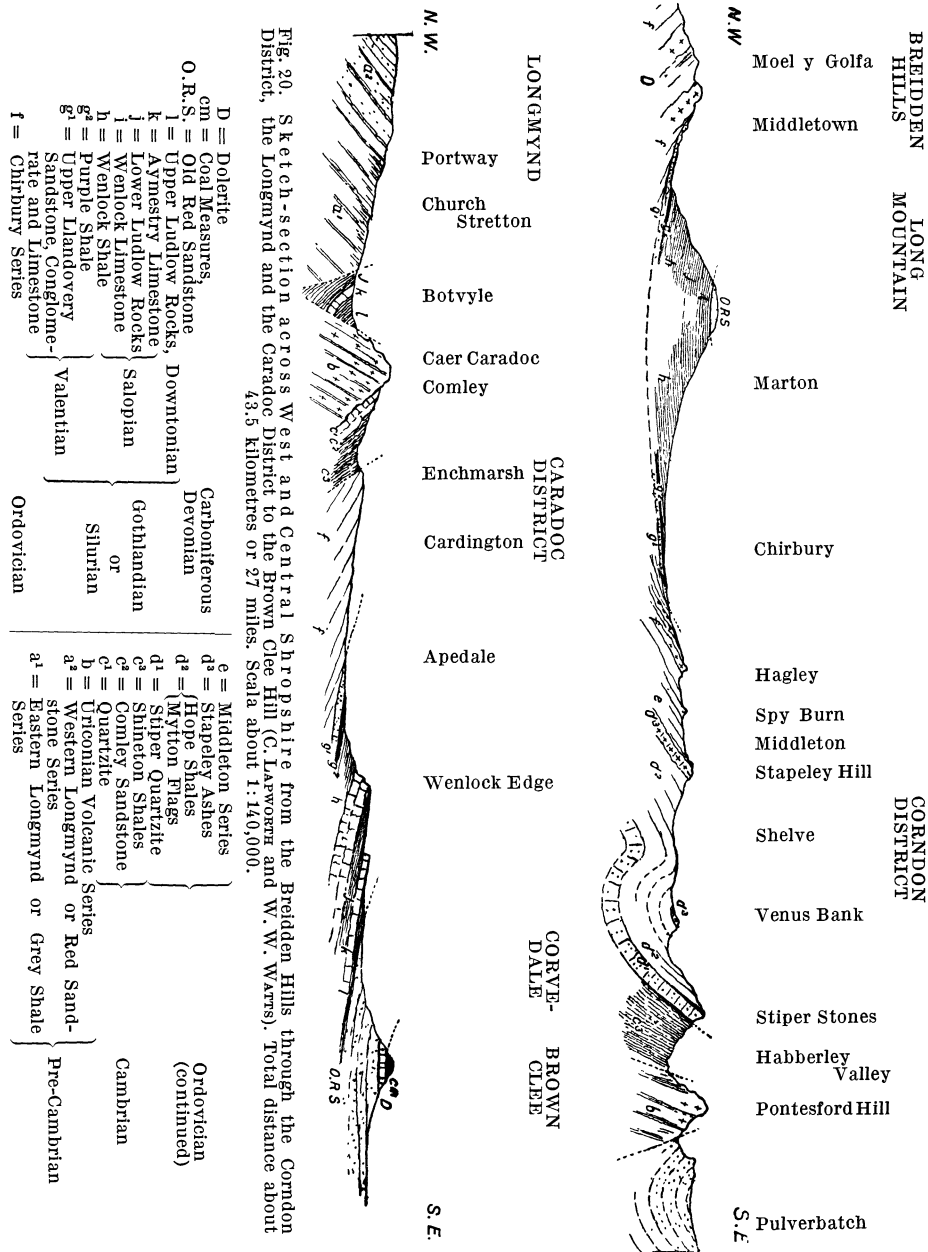 BREIDDEN
HILLS
LONG
MOUNTAIN
CORNDON
DISTRICT
N.W
Moel y Golfa
Middletown
Marton
Chirbury
Hagley
Spy Burn
Middleton
Stapeley Hill
Shelve
Venus Bank
Stiper Stones
Habberley
Valley
Pontesford Hill
Pulverbatch
S.E
O.R.S
LONGMYND
CARADOC
DISTRICT
CORVE-
DALE
BROWN
CLEE
N.W.
Portway
Church
Stretton
Botvyle
Caer Caradoc
Comley
Enchmarsh
Cardington
Apedale
Wenlock Edge
S.E.
O.R.S
cm
D
Fig. 20. Sketch-section across West and Central Shropshire from the Breidden Hills through the Corndon
District, the Longmynd and the Caradoc District to the Brown Clee Hill (C. LAPWORTH and W. W. WATTS). Total distance about
43.5 kilometres or 27 miles. Scala about 1:140,000.
D = Dolerite
cm = Coal Measures, Carboniferous
O.R.S. = Old Red Sandstone Devonian
l = Upper Ludlow Rocks, Downtonian
k = Aymestry Limestone
j = Lower Ludlow Rocks
i = Wenlock Limestone
h = Wenlock Shale
Salopian
g² = Purple Shale
g¹ = Upper Llandovery
Sandstone, Conglome-
rate and Limestone
Valentian
Gothlandian
or
Silurian
f = Chirbury Series Ordovician
e = Middleton Series
d³ = Stapeley Ashes
d² = Hope Shales
Mytton Flags
d¹ = Stiper Quartzite
Ordovician
(continued)
c³ = Shineton Shales
c² = Comley Sandstone
c¹ = Quartzite
Cambrian
b = Uriconian Volcanic Series
a² = Western Longmynd or Red Sand-
stone Series
a¹ = Eastern Longmynd or Grey Shale
Series
Pre-Cambrian